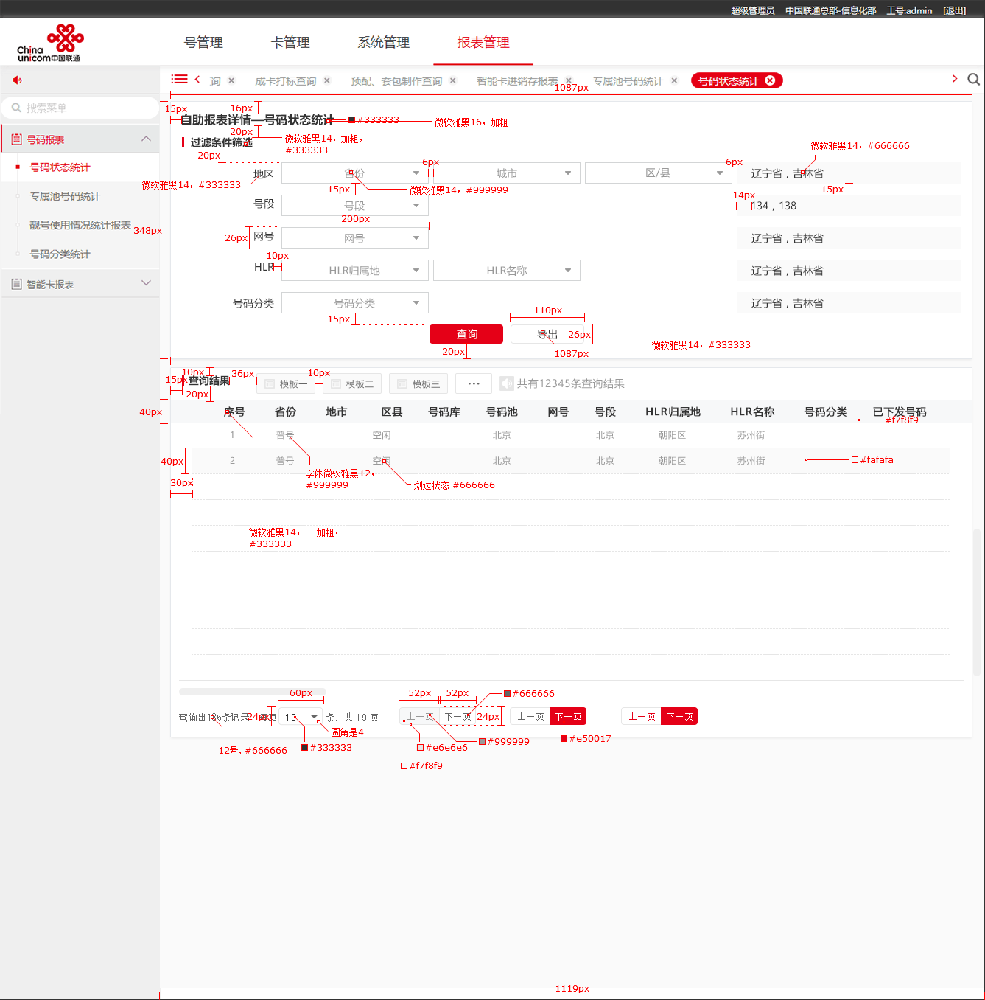 超级管理员 中国联通总部-信息化部 工号:admin [退出]
China unicom中国联通
号管理 卡管理 系统管理 报表管理
询 × 成卡打标查询 × 预配、套包制作查询 × 智能卡进销存报表 × 专属池号码统计 × 号码状态统计
1087px
搜索菜单
15px
16px
自助报表详情—号码状态统计
#333333
微软雅黑16，加粗
20px
号码报表
过滤条件筛选
微软雅黑14，加粗，
#333333
20px
微软雅黑14，#666666
号码状态统计
地区 省份 6px 城市 区/县 6px 辽宁省，吉林省
微软雅黑14，#333333
15px
微软雅黑14，#999999
15px
专属池号码统计
号段 号段 14px 134，138
200px
靓号使用情况统计报表
348px
26px
网号 网号 辽宁省，吉林省
号码分类统计
10px
HLR HLR归属地 HLR名称 辽宁省，吉林省
智能卡报表
号码分类 号码分类 辽宁省，吉林省
15px
110px
查询 导出 26px
微软雅黑14，#333333
20px
1087px
10px
36px
10px
15px
查询结果 模板一 模板二 模板三 ··· 共有12345条查询结果
20px
40px
序号 省份 地市 区县 号码库 号码池 网号 号段 HLR归属地 HLR名称 号码分类 已下发号码
#f7f8f9
1 普号 空闲 北京 北京 朝阳区 苏州街
40px
2 普号 空闲 北京 北京 朝阳区 苏州街
#fafafa
字体微软雅黑12，
#999999
划过状态 #666666
30px
微软雅黑14， 加粗，
#333333
60px
52px 52px
#666666
查询出136条记录，每页 24px 10 条，共 19 页 上一页 下一页 24px 上一页 下一页 上一页 下一页
圆角是4
12号，#666666
#333333
#e6e6e6
#999999
#e50017
#f7f8f9
1119px